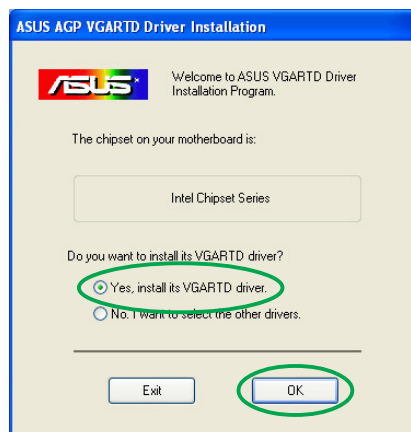 ASUS AGP VGARTD Driver Installation
ASUS
Welcome to ASUS VGARTD Driver
Installation Program.
The chipset on your motherboard is:
Intel Chipset Series
Do you want to install its VGARTD driver?
Yes, install its VGARTD driver.
No. I want to select the other drivers.
Exit
OK